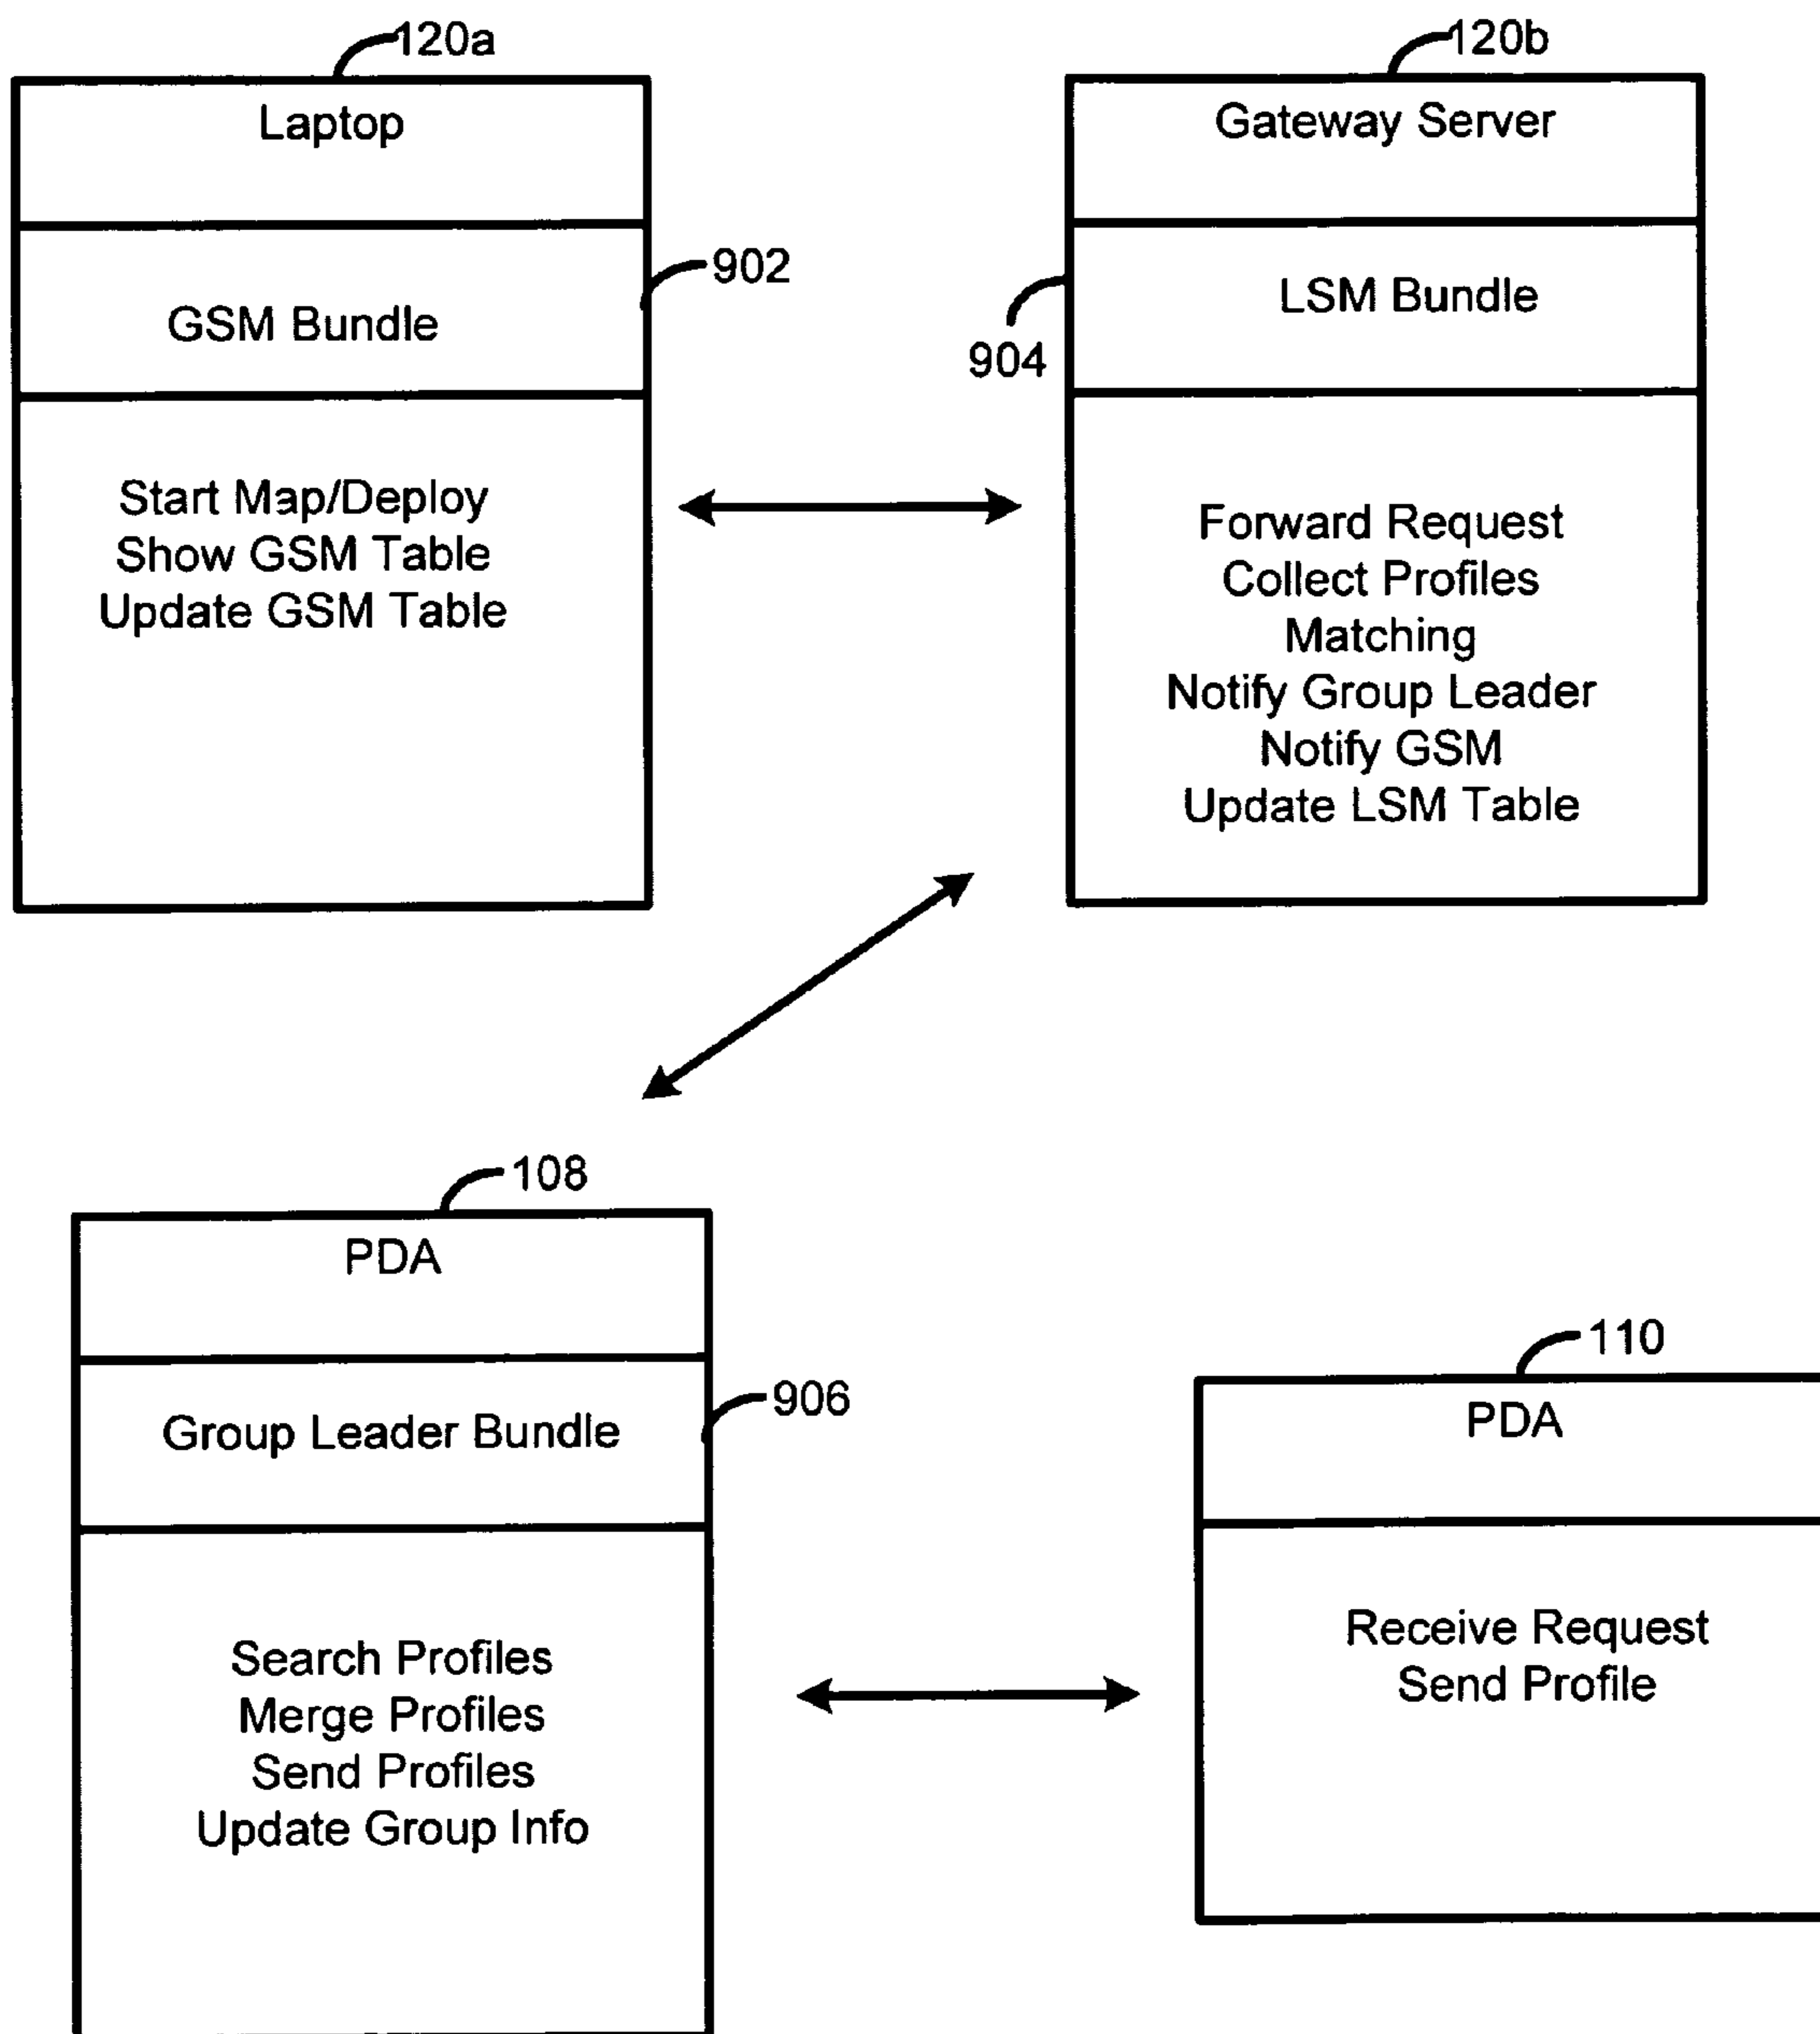 120a
Laptop
902
GSM Bundle
Start Map/Deploy
Show GSM Table
Update GSM Table
120b
Gateway Server
904
LSM Bundle
Forward Request
Collect Profiles
Matching
Notify Group Leader
Notify GSM
Update LSM Table
108
PDA
906
Group Leader Bundle
Search Profiles
Merge Profiles
Send Profiles
Update Group Info
110
PDA
Receive Request
Send Profile